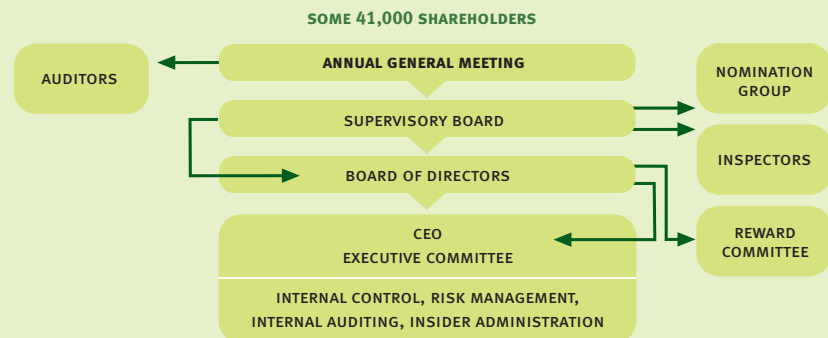 SOME 41,000 SHAREHOLDERS
AUDITORS
ANNUAL GENERAL MEETING
NOMINATION
GROUP
SUPERVISORY BOARD
INSPECTORS
BOARD OF DIRECTORS
REWARD
COMMITTEE
CEO
EXECUTIVE COMMITTEE
INTERNAL CONTROL, RISK MANAGEMENT,
INTERNAL AUDITING, INSIDER ADMINISTRATION